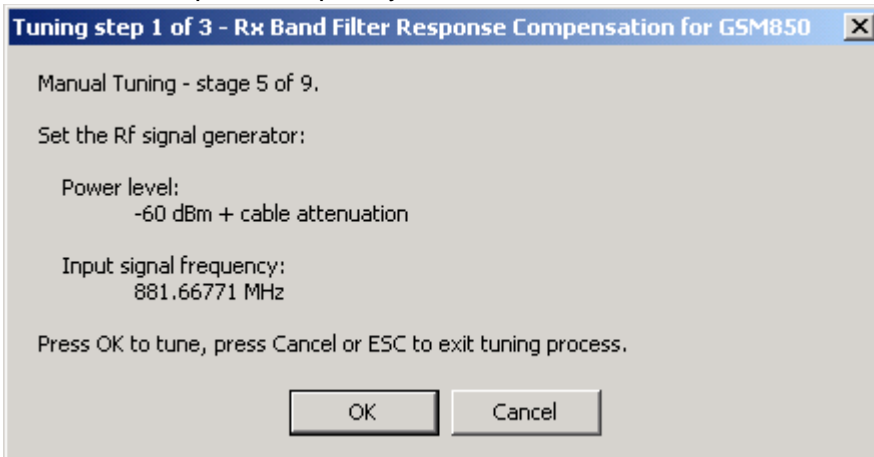 Tuning step 1 of 3 - Rx Band Filter Response Compensation for GSM850
Manual Tuning - stage 5 of 9.
Set the Rf signal generator:
Power level:
-60 dBm + cable attenuation
Input signal frequency:
881.66771 MHz
Press OK to tune, press Cancel or ESC to exit tuning process.
OK Cancel